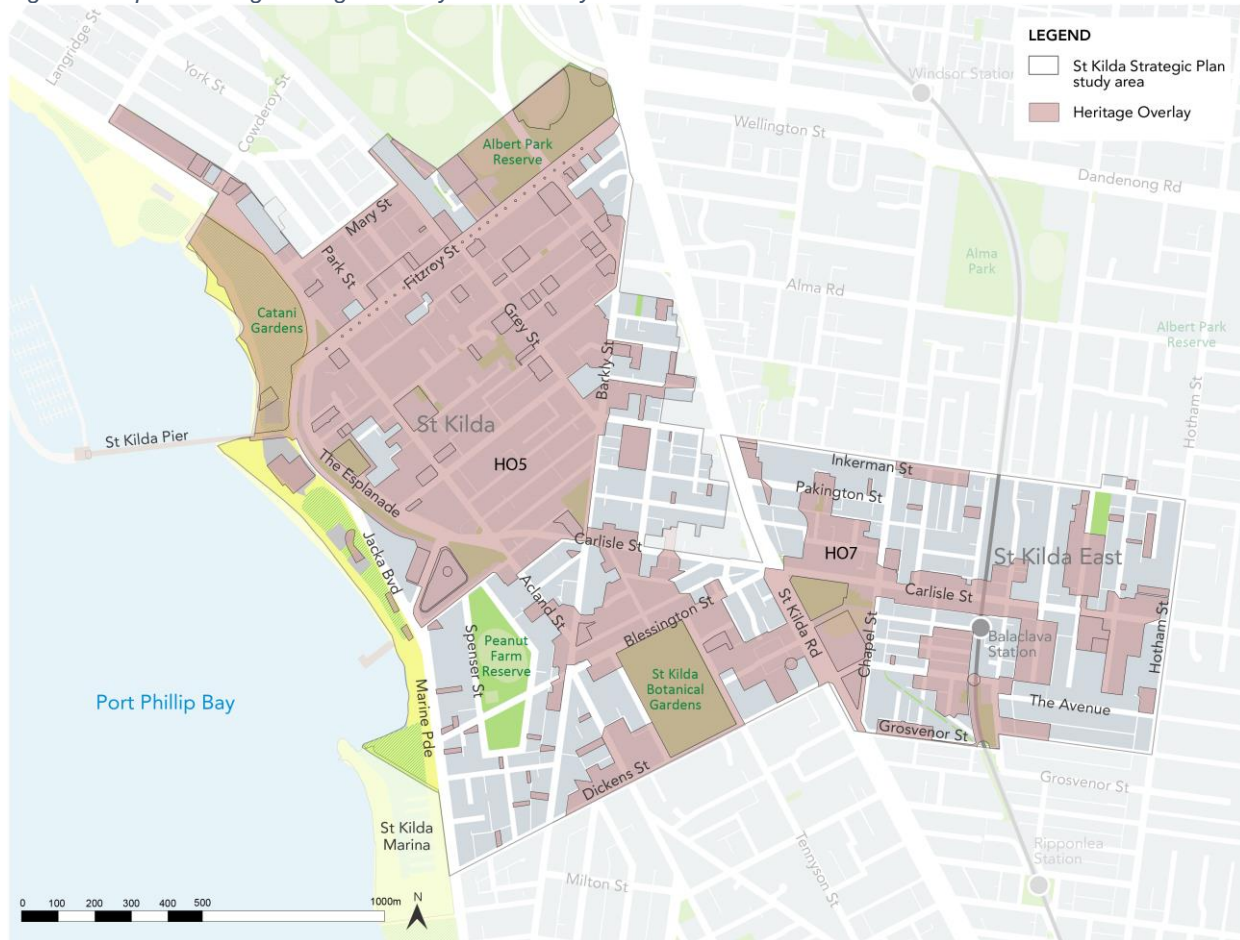 LEGEND
St Kilda Strategic Plan
study area
Heritage Overlay
Langridge St
York St
Cowderoy St
Windsor Station
Wellington St
Dandenong Rd
Albert Park
Reserve
Mary St
Park St
Fitzroy St
Alma
Park
Alma Rd
Catani
Gardens
Grey St
Albert Park
Reserve
Barkly St
Hotham St
St Kilda
St Kilda Pier
The Esplanade
HO5
Inkerman St
Pakington St
Jacka Bvd
Carlisle St
HO7
St Kilda East
Acland St
Carlisle St
Blessington St
St Kilda Rd
Chapel St
Balaclava
Station
Hotham St
Spenser St
Peanut
Farm
Reserve
St Kilda
Botanical
Gardens
Port Phillip Bay
Marine Pde
The Avenue
Grosvenor St
Dickens St
Grosvenor St
St Kilda
Marina
Tennyson St
Ripponlea
Station
Milton St
0 100 200 300 400 500 1000m
N